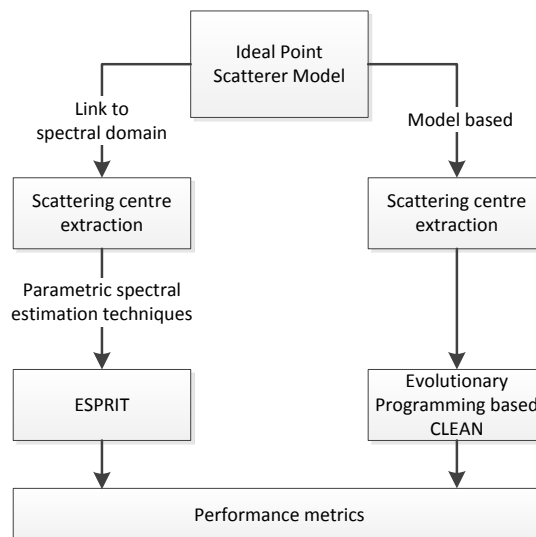 Ideal Point
Scatterer Model
Link to
spectral domain
Model based
Scattering centre
extraction
Scattering centre
extraction
Parametric spectral
estimation techniques
ESPRIT
Evolutionary
Programming based
CLEAN
Performance metrics